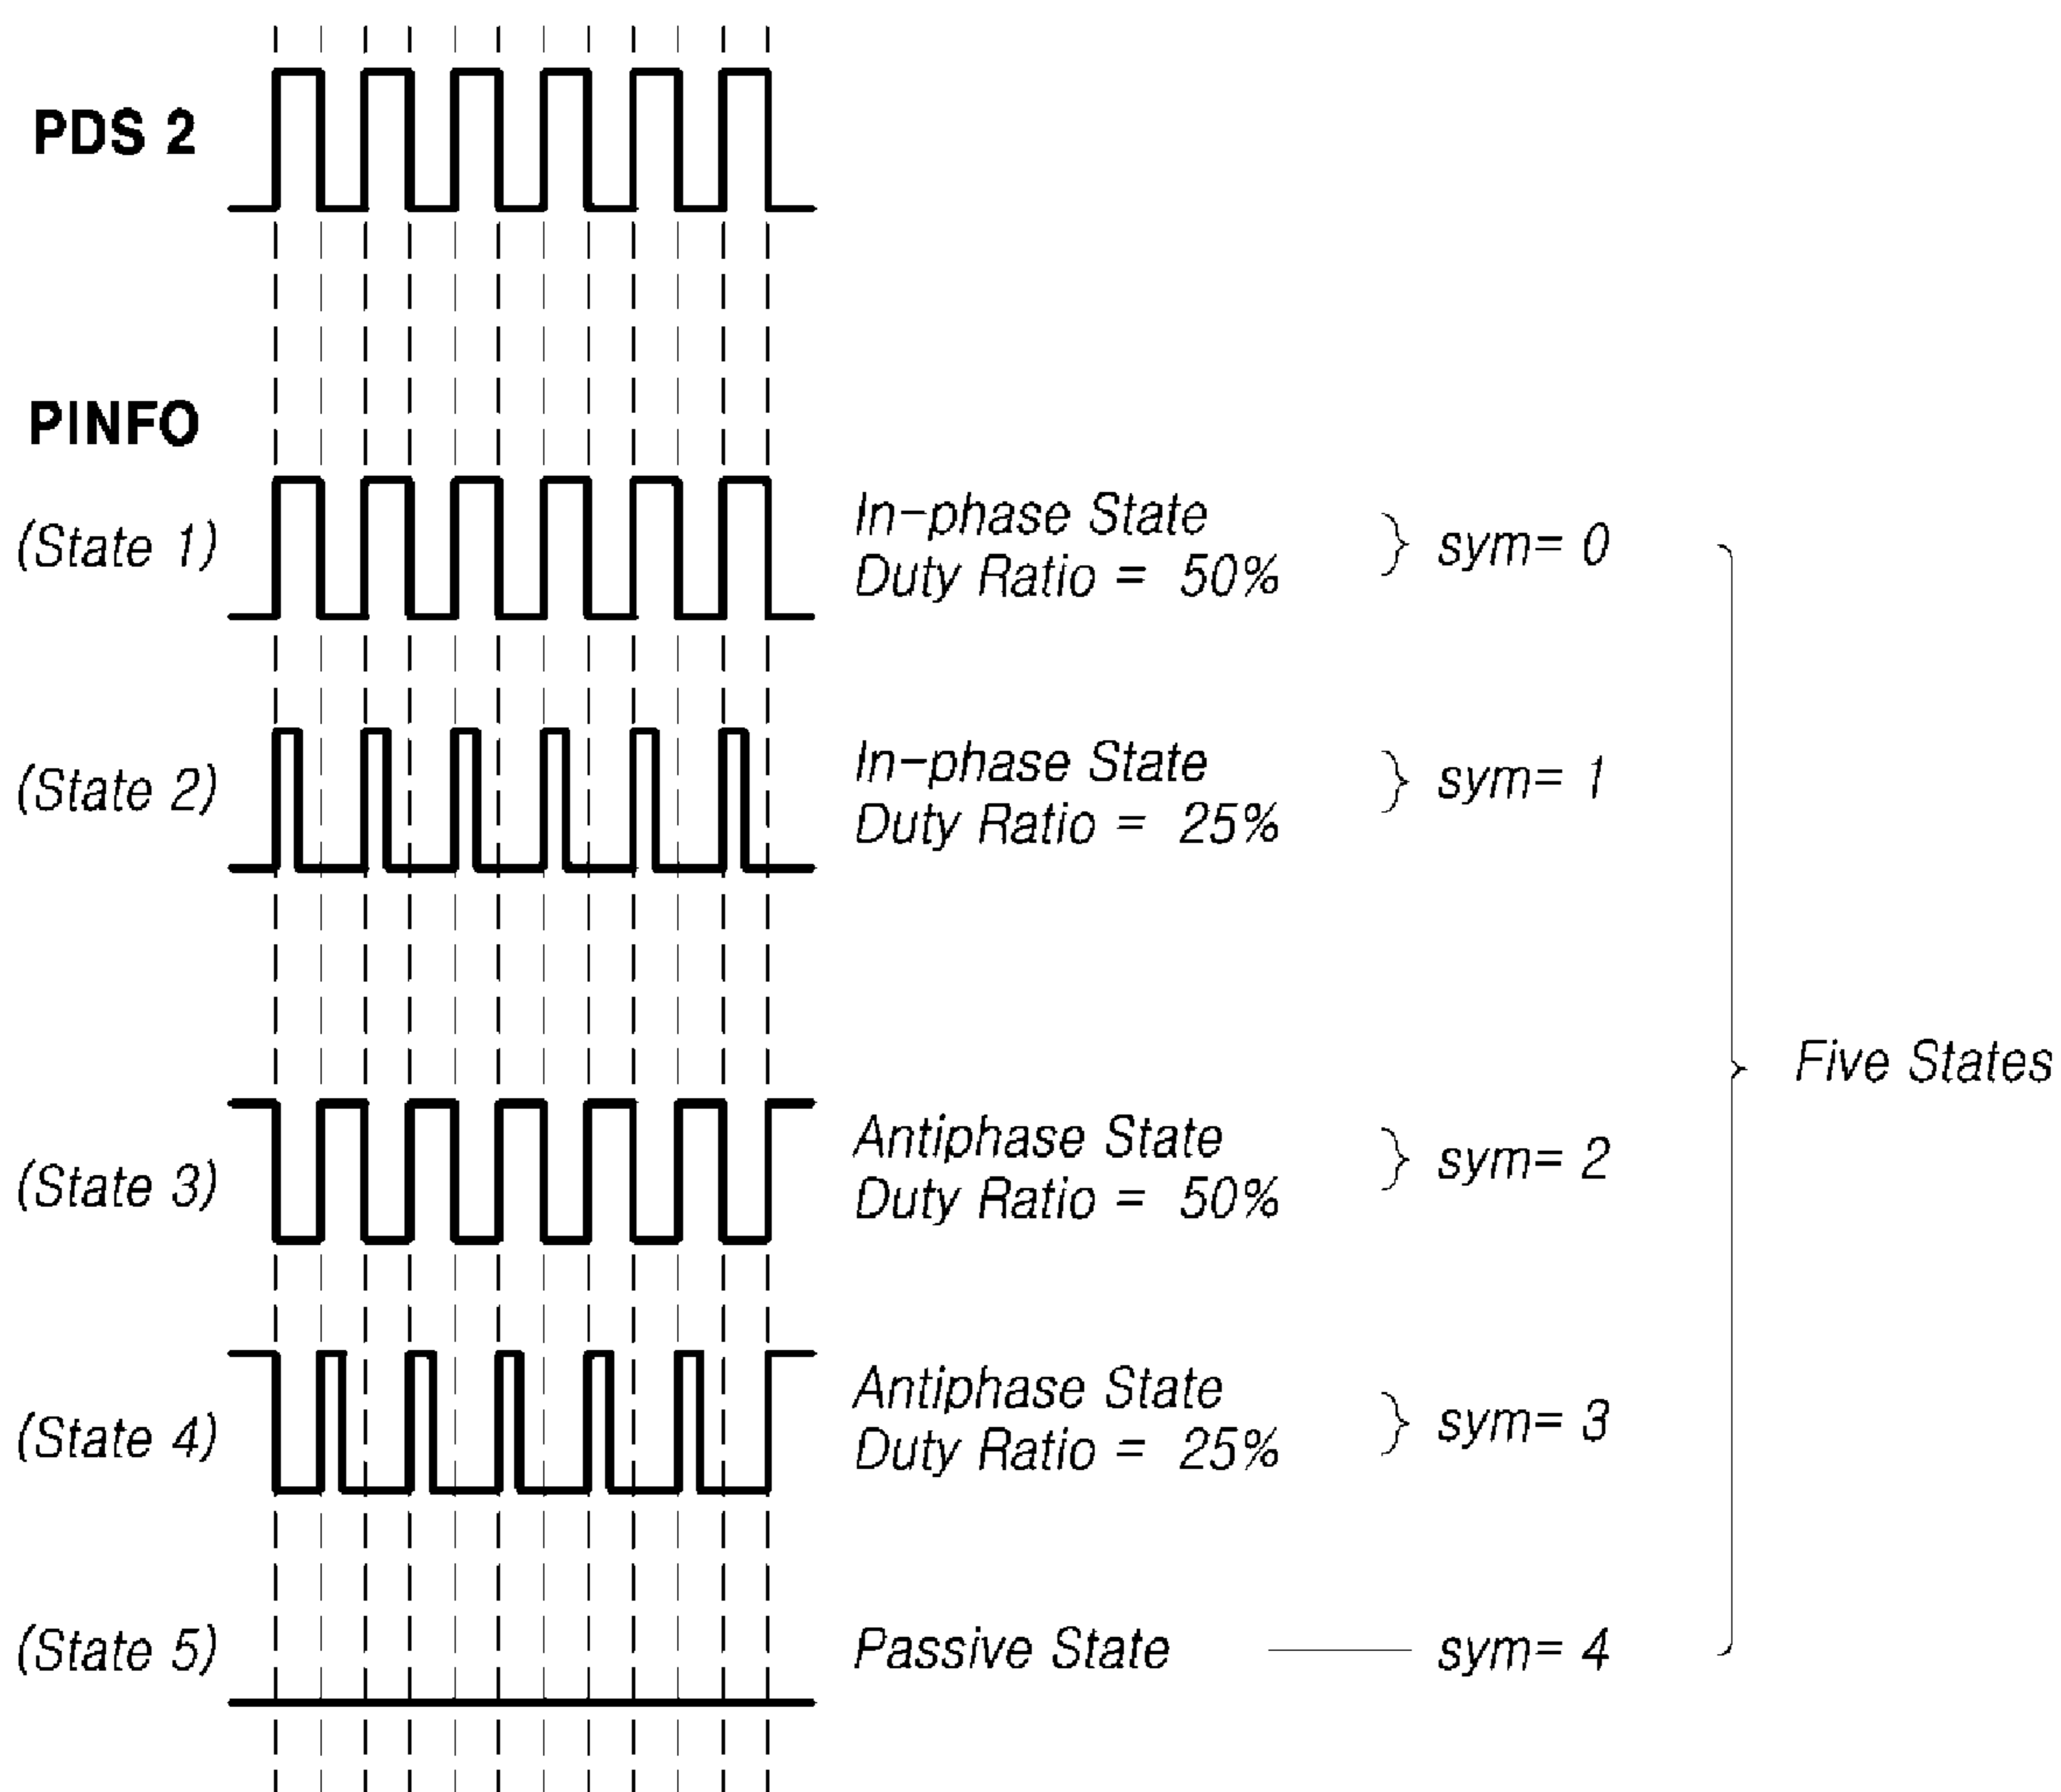 PDS 2
PINFO
(State 1)
In-phase State
Duty Ratio = 50%
sym= 0
(State 2)
In-phase State
Duty Ratio = 25%
sym= 1
(State 3)
Antiphase State
Duty Ratio = 50%
sym= 2
(State 4)
Antiphase State
Duty Ratio = 25%
sym= 3
(State 5)
Passive State
sym= 4
Five States